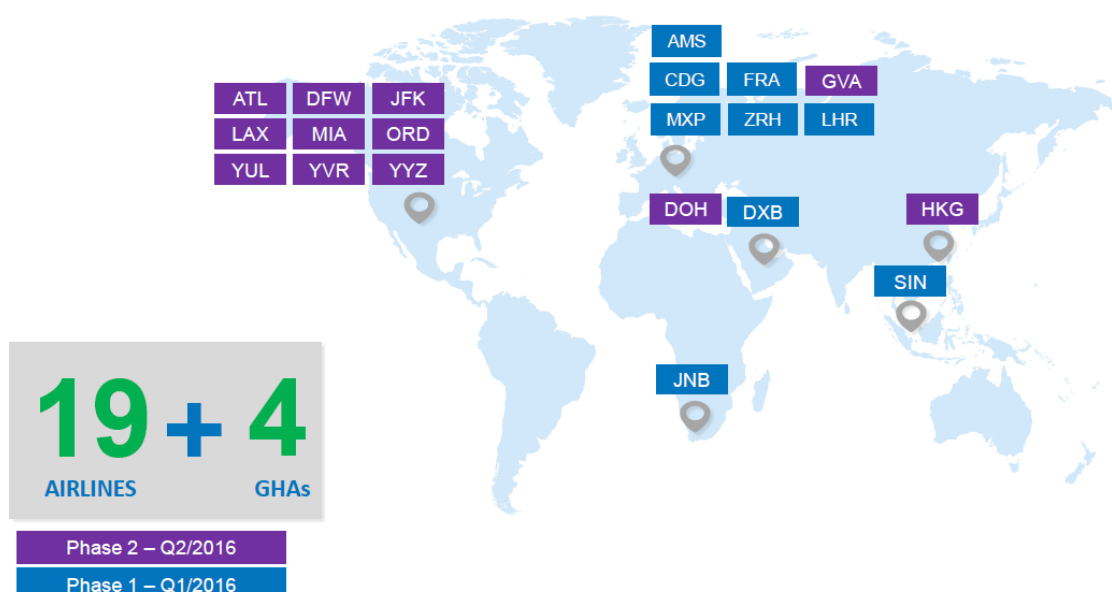 AMS
CDG FRA GVA
MXP ZRH LHR
ATL DFW JFK
LAX MIA ORD
YUL YVR YYZ
DOH DXB
HKG
SIN
JNB
19 + 4
AIRLINES GHAs
Phase 2 – Q2/2016
Phase 1 – Q1/2016